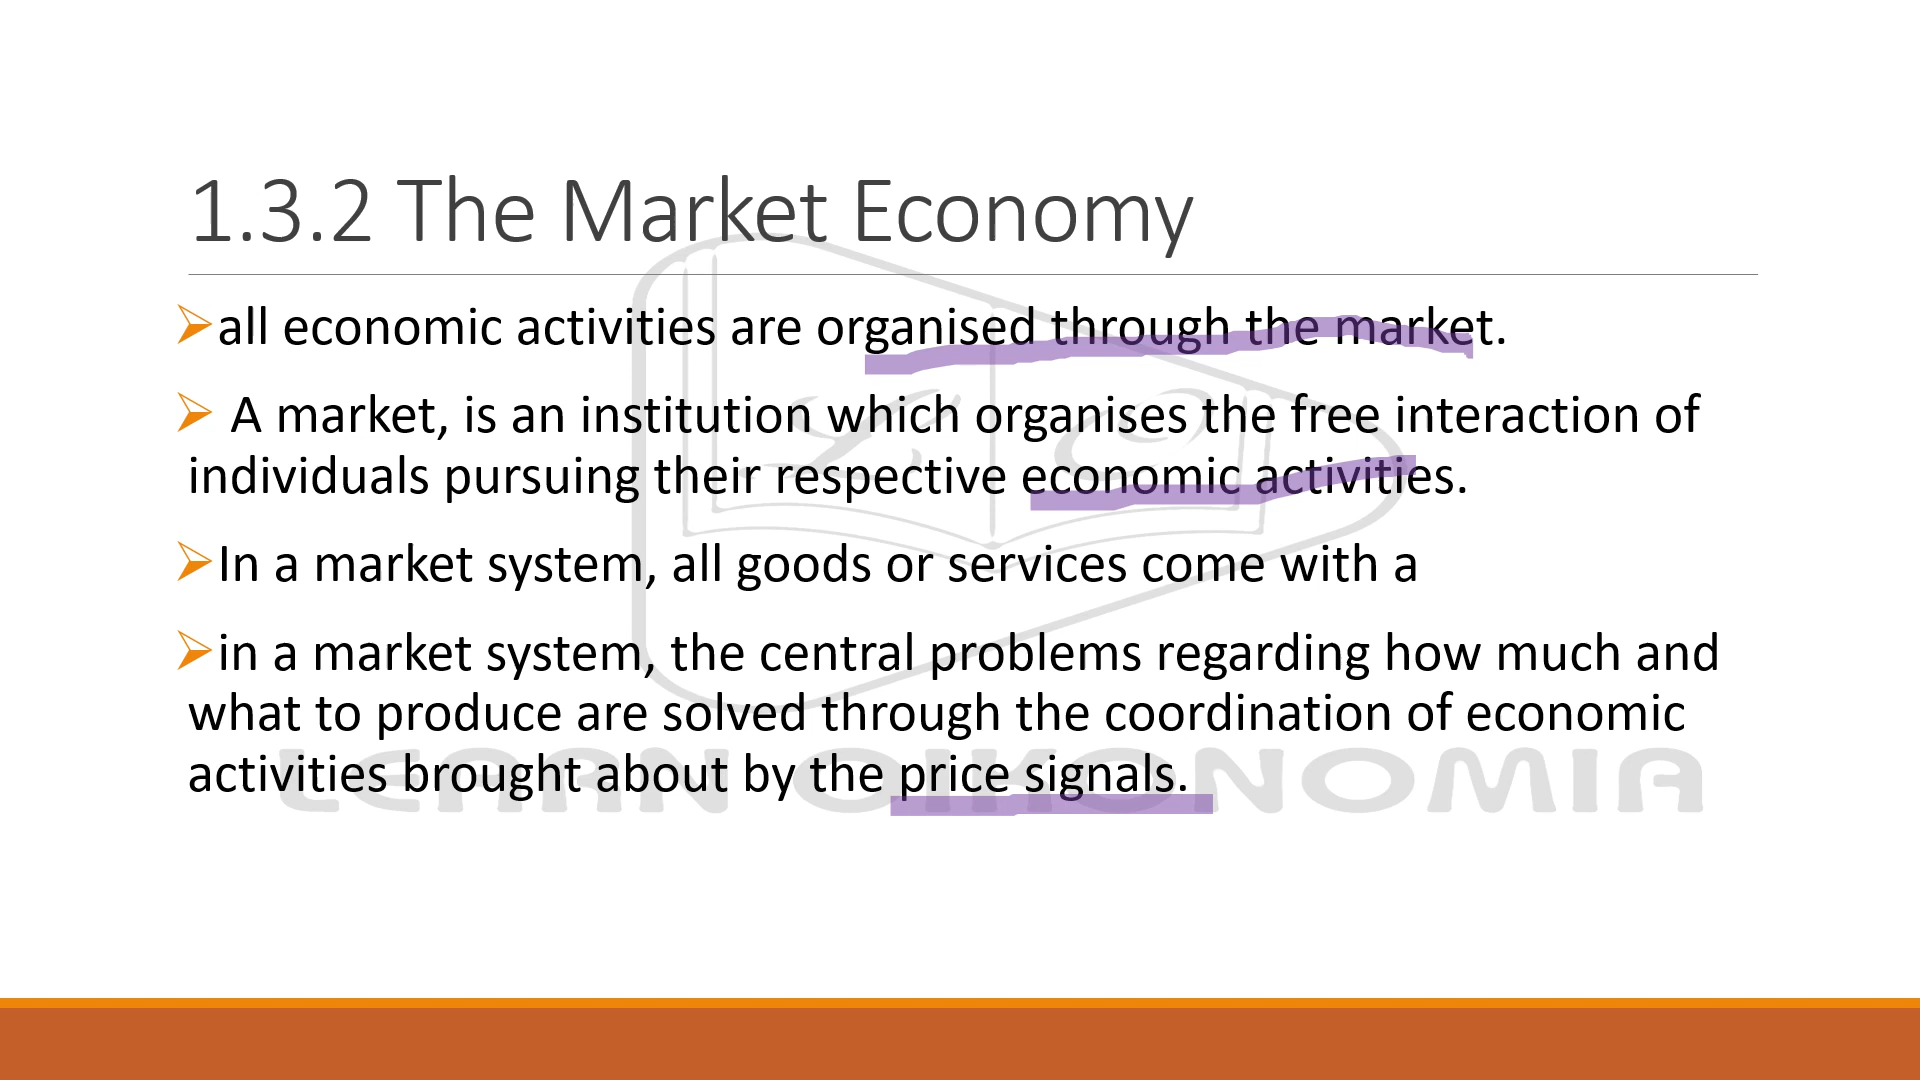 1.3.2 The Market Economy
all economic activities are organised through the market.
A market, is an institution which organises the free interaction of
individuals pursuing their respective economic activities.
In a market system, all goods or services come with a
in a market system, the central problems regarding how much and
what to produce are solved through the coordination of economic
activities brought about by the price signals.
LEARN OIKONOMIA